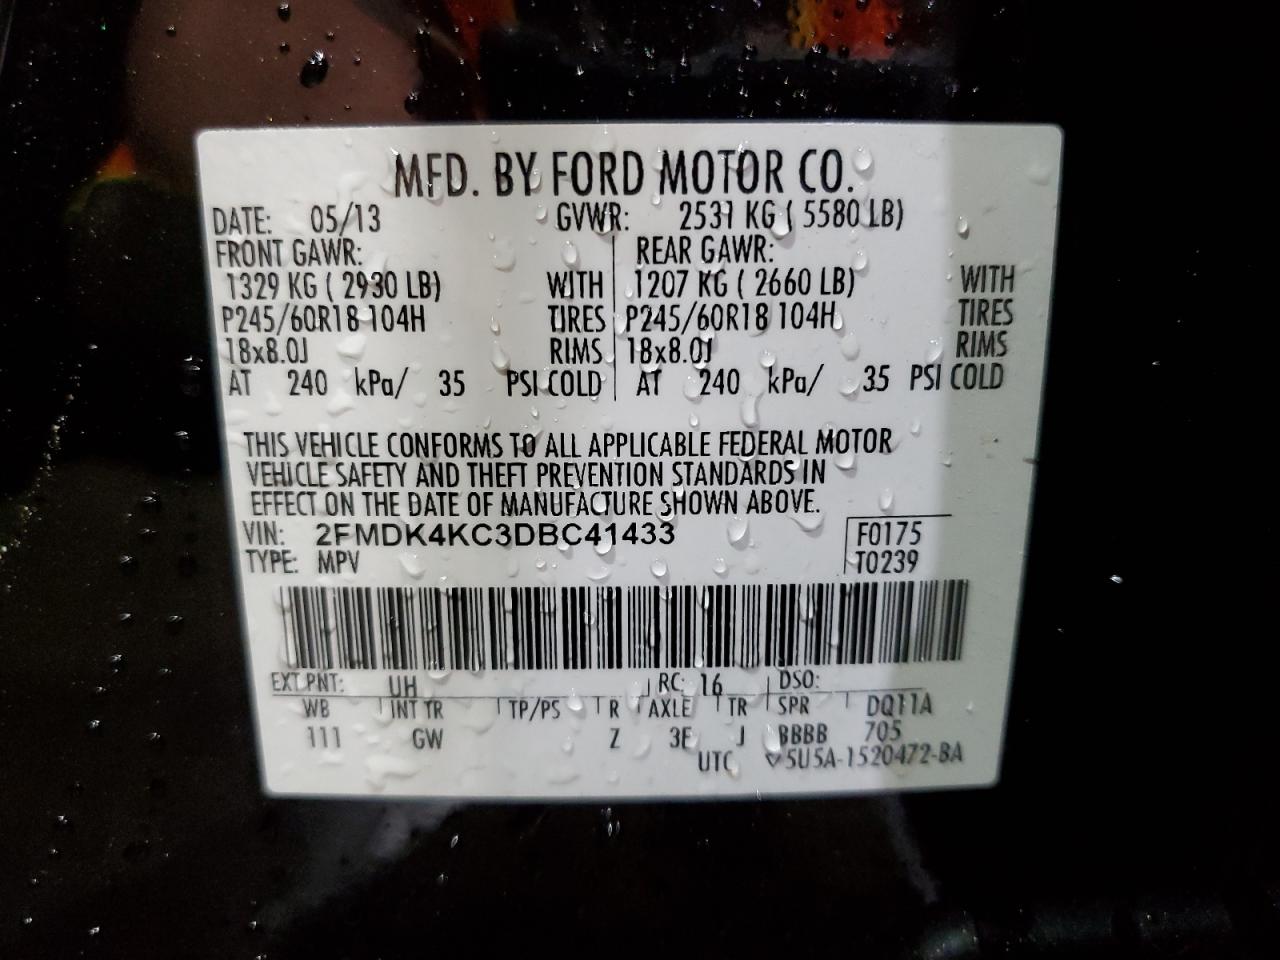 MFD. BY FORD MOTOR CO.
DATE: 05/13 GVWR: 2531 KG ( 5580 LB)
FRONT GAWR: REAR GAWR:
1329 KG ( 2930 LB) WITH 1207 KG ( 2660 LB) WITH
P245/60R18 104H TIRES P245/60R18 104H TIRES
18x8.0J RIMS 18x8.0J RIMS
AT 240 kPa/ 35 PSI COLD AT 240 kPa/ 35 PSI COLD
THIS VEHICLE CONFORMS TO ALL APPLICABLE FEDERAL MOTOR
VEHICLE SAFETY AND THEFT PREVENTION STANDARDS IN
EFFECT ON THE DATE OF MANUFACTURE SHOWN ABOVE.
VIN: 2FMDK4KC3DBC41433 F0175
TYPE: MPV T0239
EXT PNT: UH RC: 16 DSO:
WB INT TR TP/PS R AXLE TR SPR DQ11A
111 GW Z 3F J BBBB 705
UTC ▽5U5A-1520472-BA